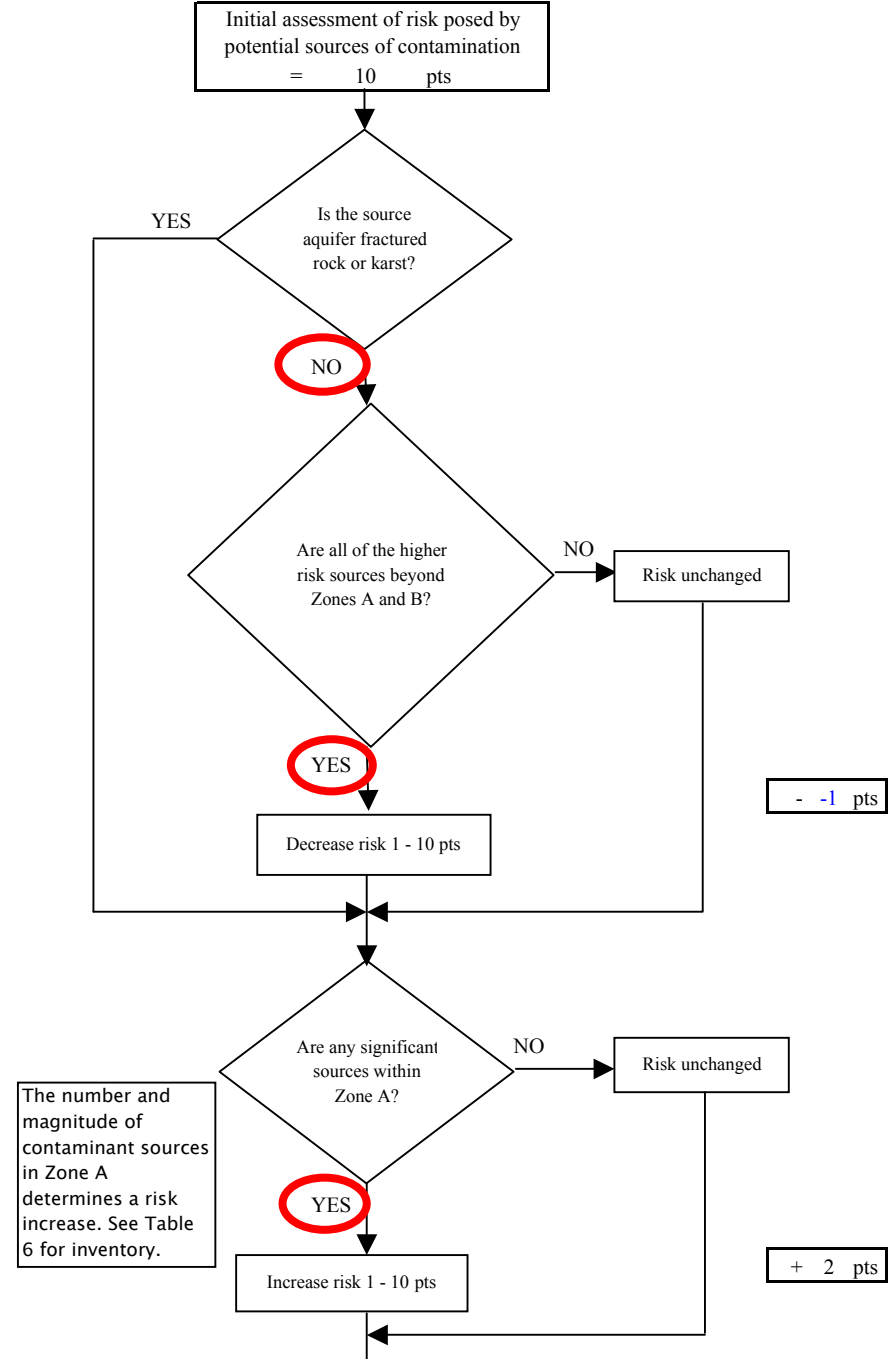 Initial assessment of risk posed by
potential sources of contamination
= 10 pts
YES
Is the source
aquifer fractured
rock or karst?
NO
Are all of the higher
risk sources beyond
Zones A and B?
NO
Risk unchanged
YES
- -1 pts
Decrease risk 1 - 10 pts
Are any significant
sources within
Zone A?
NO
Risk unchanged
The number and
magnitude of
contaminant sources
in Zone A
determines a risk
increase. See Table
6 for inventory.
YES
+ 2 pts
Increase risk 1 - 10 pts